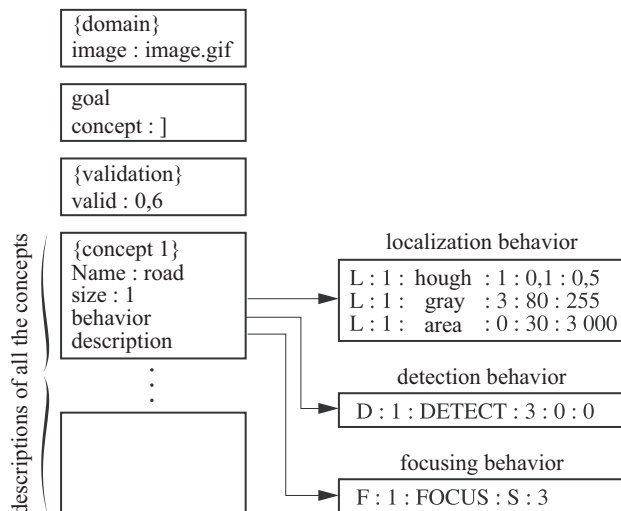 {domain}
image : image.gif
goal
concept : ]
{validation}
valid : 0,6
descriptions of all the concepts
{concept 1}
Name : road
size : 1
behavior
description
localization behavior
L : 1 : hough : 1 : 0,1 : 0,5
L : 1 : gray : 3 : 80 : 255
L : 1 : area : 0 : 30 : 3 000
detection behavior
D : 1 : DETECT : 3 : 0 : 0
focusing behavior
F : 1 : FOCUS : S : 3